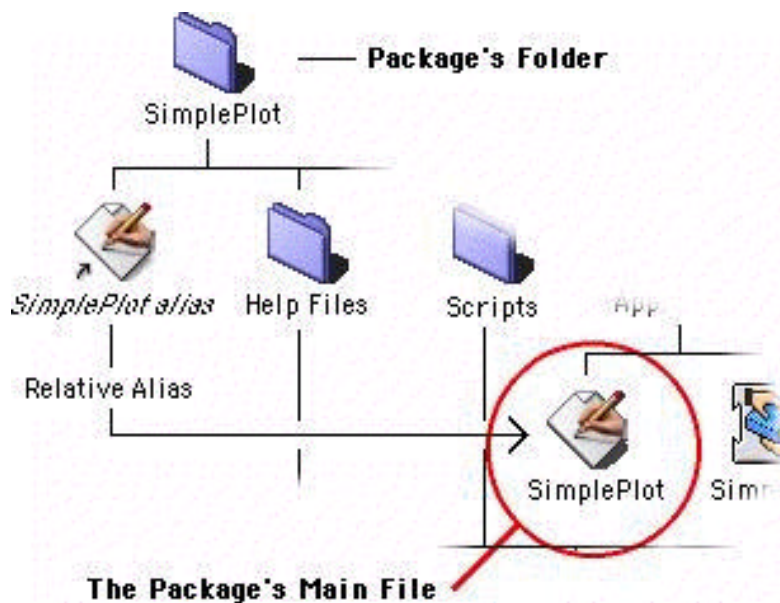 Package's Folder
SimplePlot
SimplePlot alias
Help Files
Scripts
App
Relative Alias
SimplePlot
The Package's Main File